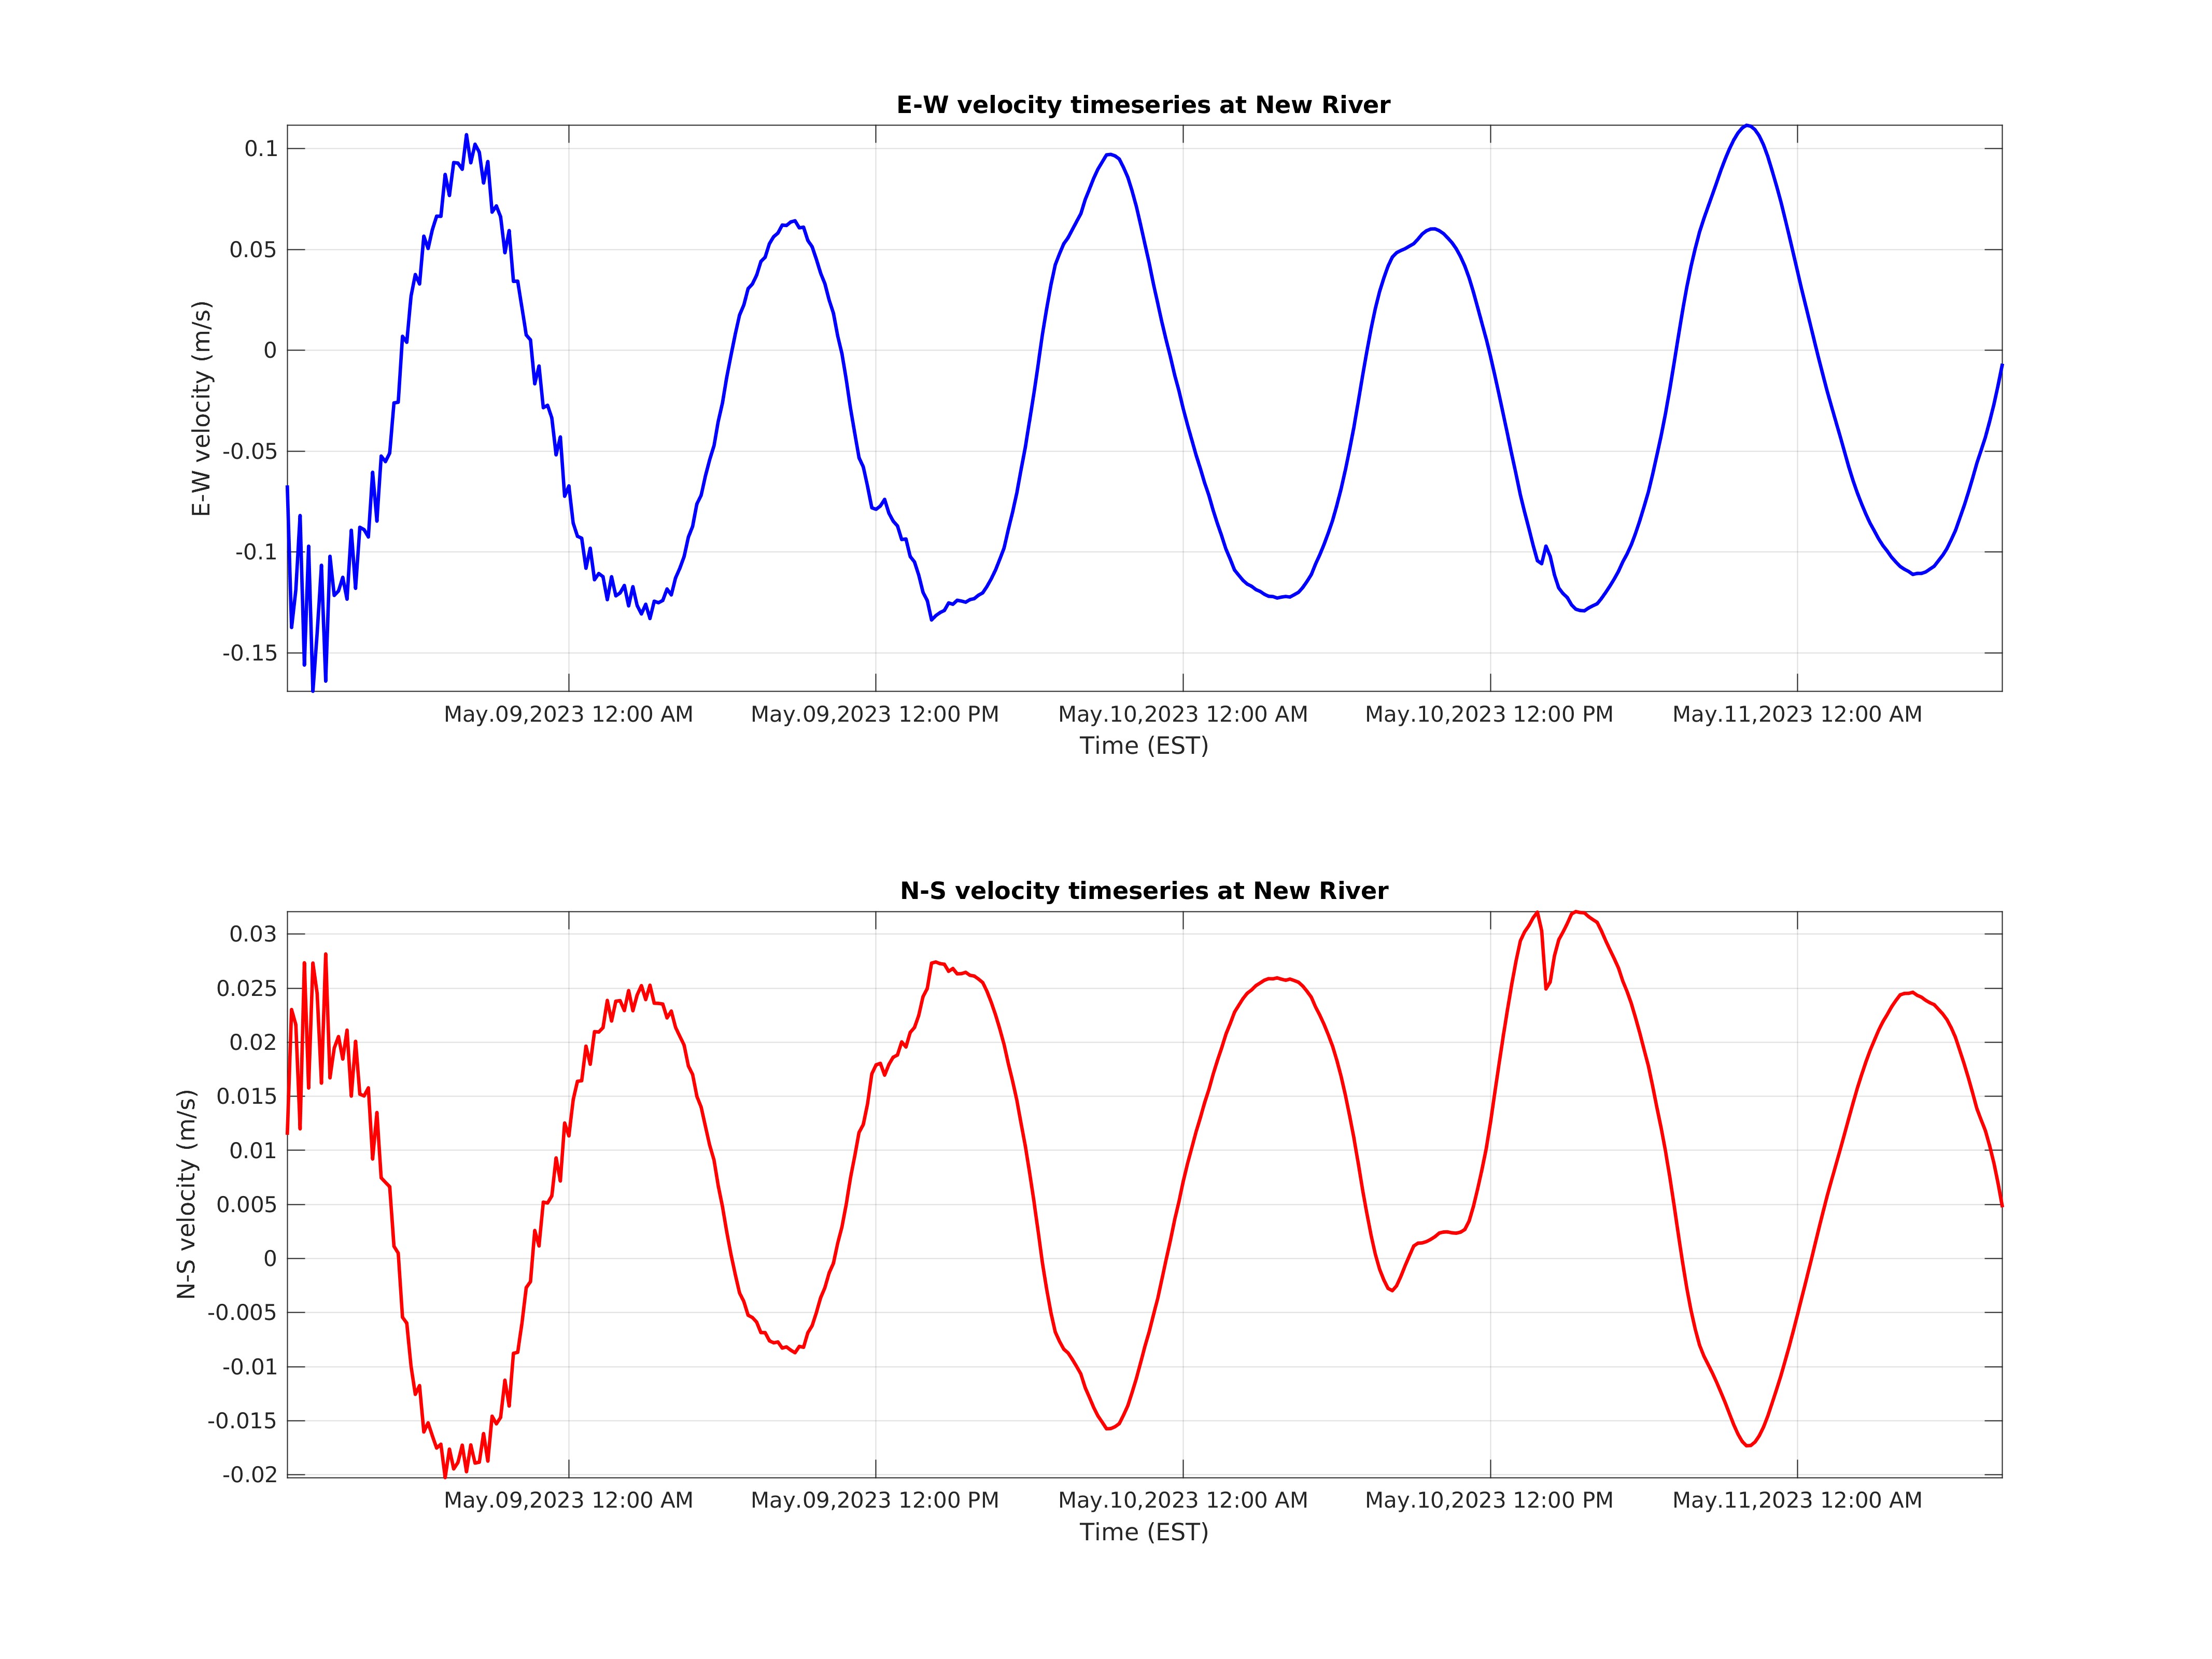 E-W velocity timeseries at New River
E-W velocity (m/s)
0.1
0.05
0
-0.05
-0.1
-0.15
May.09,2023 12:00 AM
May.09,2023 12:00 PM
May.10,2023 12:00 AM
May.10,2023 12:00 PM
May.11,2023 12:00 AM
Time (EST)
N-S velocity timeseries at New River
N-S velocity (m/s)
0.03
0.025
0.02
0.015
0.01
0.005
0
-0.005
-0.01
-0.015
-0.02
May.09,2023 12:00 AM
May.09,2023 12:00 PM
May.10,2023 12:00 AM
May.10,2023 12:00 PM
May.11,2023 12:00 AM
Time (EST)